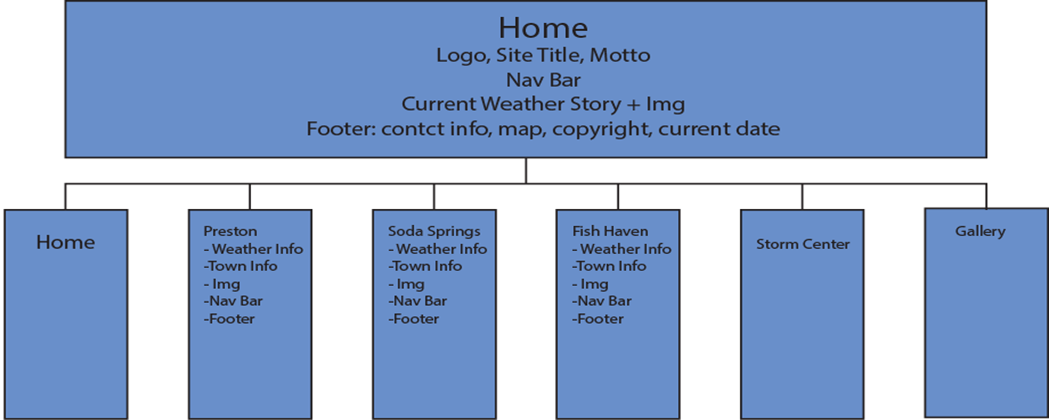 Home
Logo, Site Title, Motto
Nav Bar
Current Weather Story + Img
Footer: contct info, map, copyright, current date
Home
Preston
- Weather Info
-Town Info
- Img
-Nav Bar
-Footer
Soda Springs
- Weather Info
-Town Info
- Img
-Nav Bar
-Footer
Fish Haven
- Weather Info
-Town Info
- Img
-Nav Bar
-Footer
Storm Center
Gallery